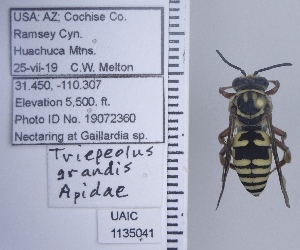 USA: AZ; Cochise Co.
Ramsey Cyn.
Huachuca Mtns.
25-vii-19 C.W. Melton
31.450, -110.307
Elevation 5,500. ft.
Photo ID No. 19072360
Nectaring at Gaillardia sp.
Triepeolus
grandis
Apidae
UAIC
1135041